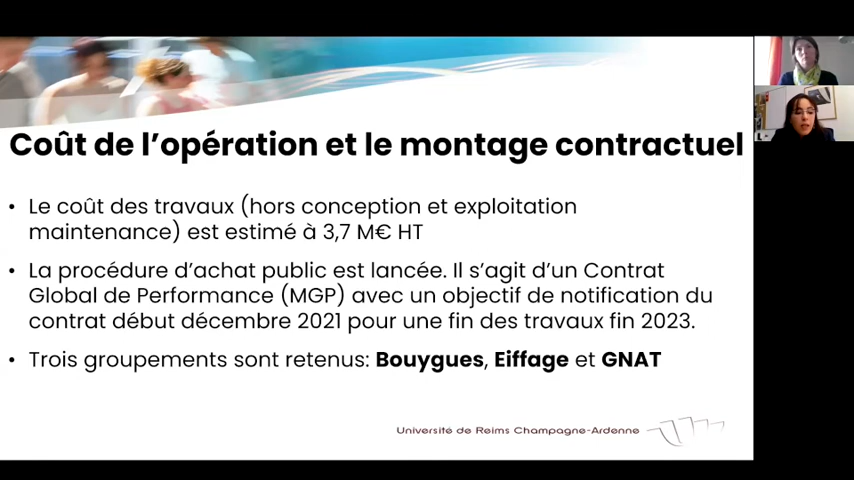 Coût de l’opération et le montage contractuel
• Le coût des travaux (hors conception et exploitation
maintenance) est estimé à 3,7 M€ HT
• La procédure d’achat public est lancée. Il s’agit d’un Contrat
Global de Performance (MGP) avec un objectif de notification du
contrat début décembre 2021 pour une fin des travaux fin 2023.
• Trois groupements sont retenus: Bouygues, Eiffage et GNAT
Université de Reims Champagne-Ardenne